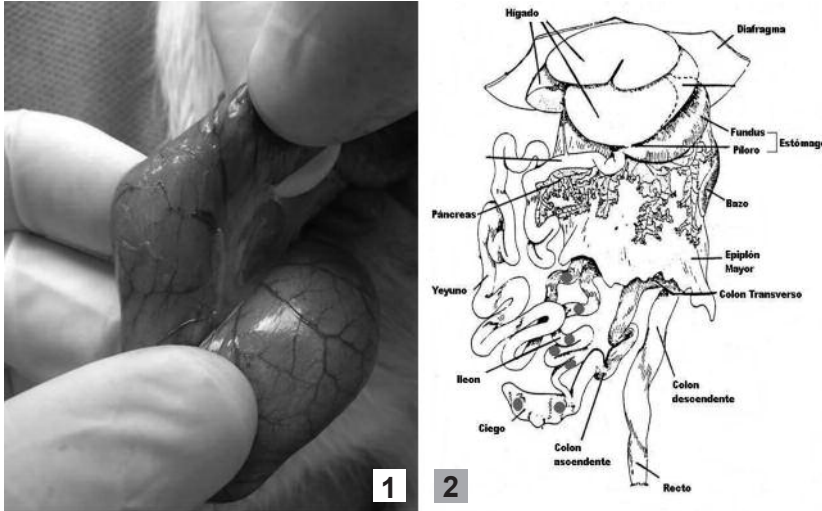 Hígado
Diafragma
Fundus
Píloro
Estómago
Páncreas
Bazo
Epiplón
Mayor
Yeyuno
Colon Transverso
Ileon
Colon
descendente
Ciego
Colon
ascendente
Recto
1
2